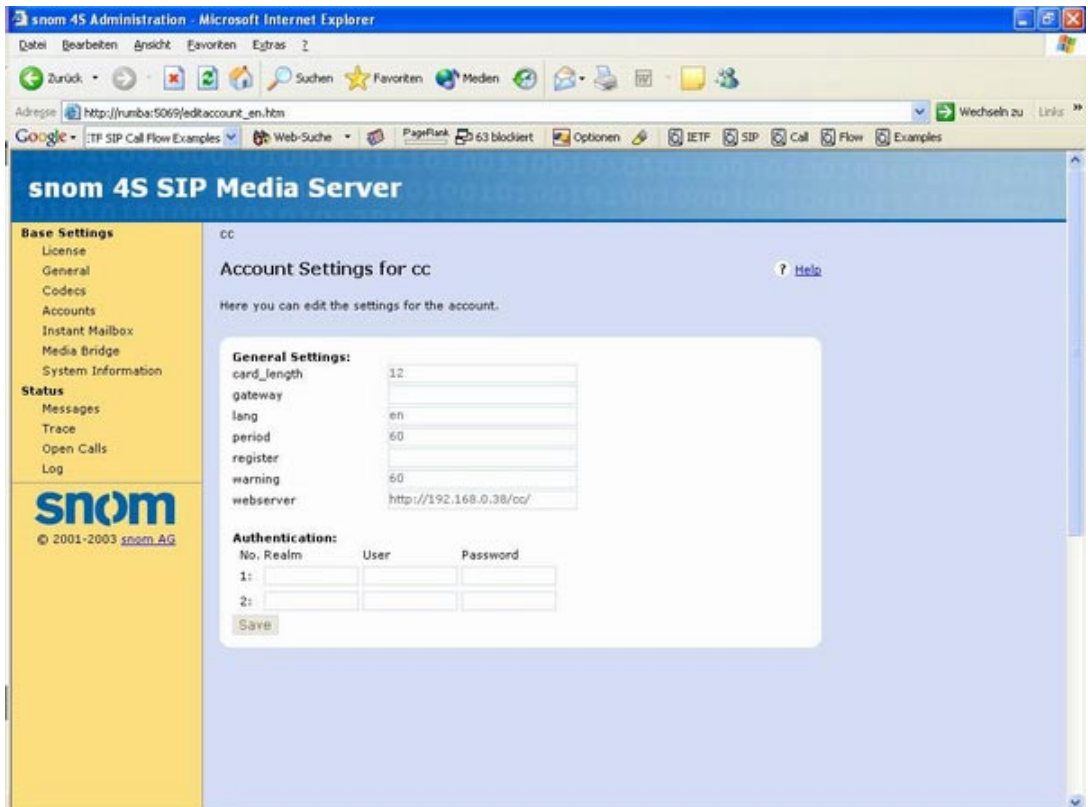 snom 4S Administration - Microsoft Internet Explorer
Datei Bearbeiten Ansicht Favoriten Extras ?
Zurück Suchen Favoriten Medien
Adresse http://rumba:5069/editaccount_en.htm Wechseln zu Links »
Google :TF SIP Call Flow Examples Web-Suche PageRank 63 blockiert Optionen IETF SIP Call Flow Examples
snom 4S SIP Media Server
Base Settings
License
General
Codecs
Accounts
Instant Mailbox
Media Bridge
System Information
Status
Messages
Trace
Open Calls
Log
snom
© 2001-2003 snom AG
cc
Account Settings for cc
? Help
Here you can edit the settings for the account.
General Settings:
card_length 12
gateway
lang en
period 60
register
warning 60
webserver http://192.168.0.38/cc/
Authentication:
No. Realm User Password
1:
2:
Save